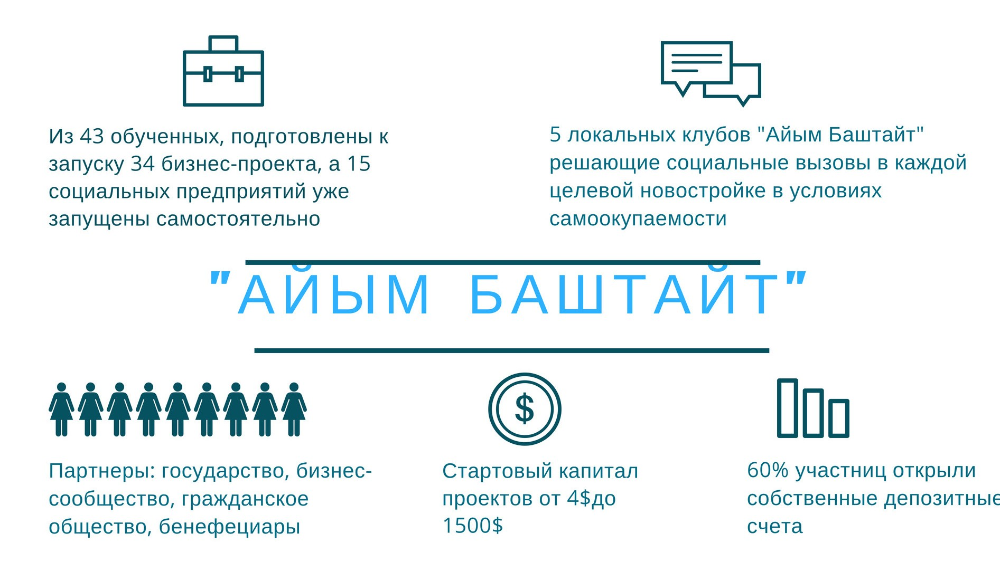 Из 43 обученных, подготовлены к
запуску 34 бизнес-проекта, а 15
социальных предприятий уже
запущены самостоятельно
5 локальных клубов "Айым Баштайт"
решающие социальные вызовы в каждой
целевой новостройке в условиях
самоокупаемости
"АЙЫМ БАШТАЙТ"
Партнеры: государство, бизнес-
сообщество, гражданское
общество, бенефециары
$
Стартовый капитал
проектов от 4$до
1500$
60% участниц открыли
собственные депозитные
счета